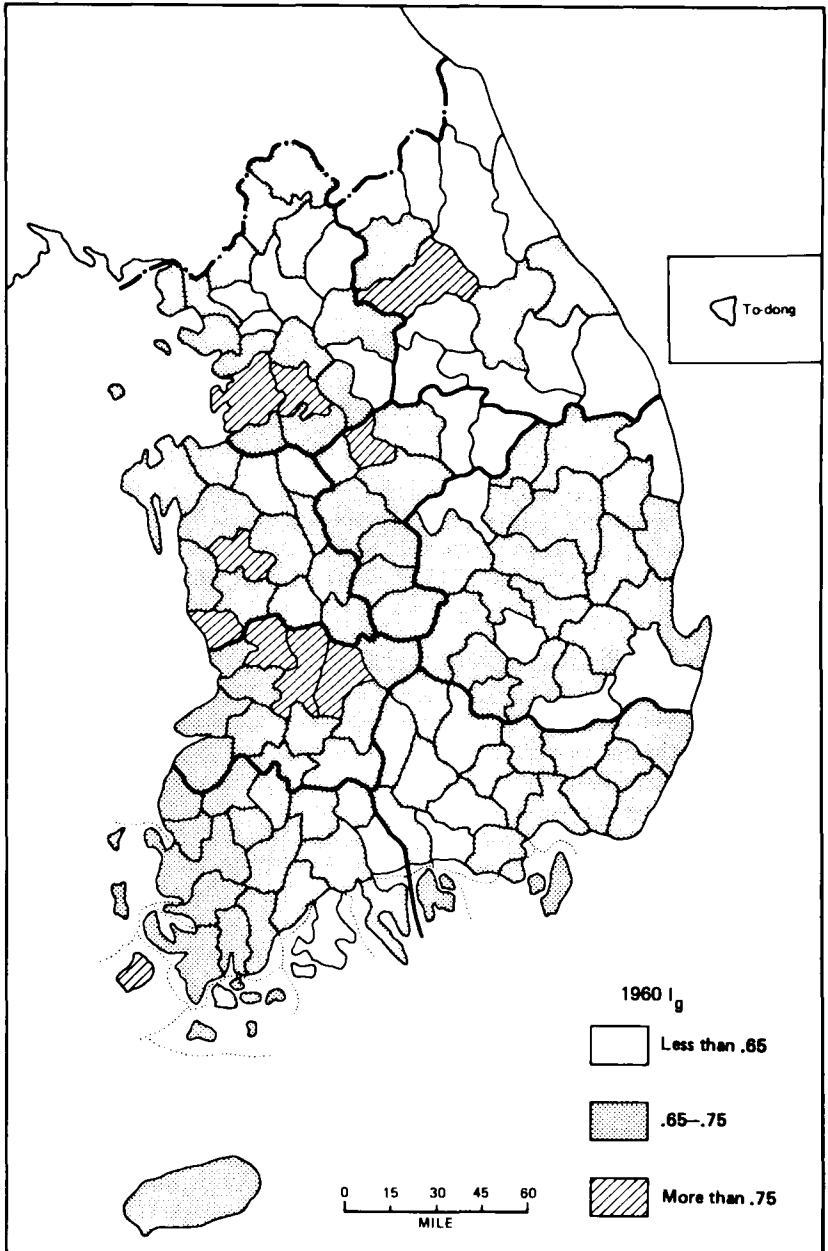 To-dong
1960 Ig
Less than .65
.65–.75
More than .75
0 15 30 45 60
MILE